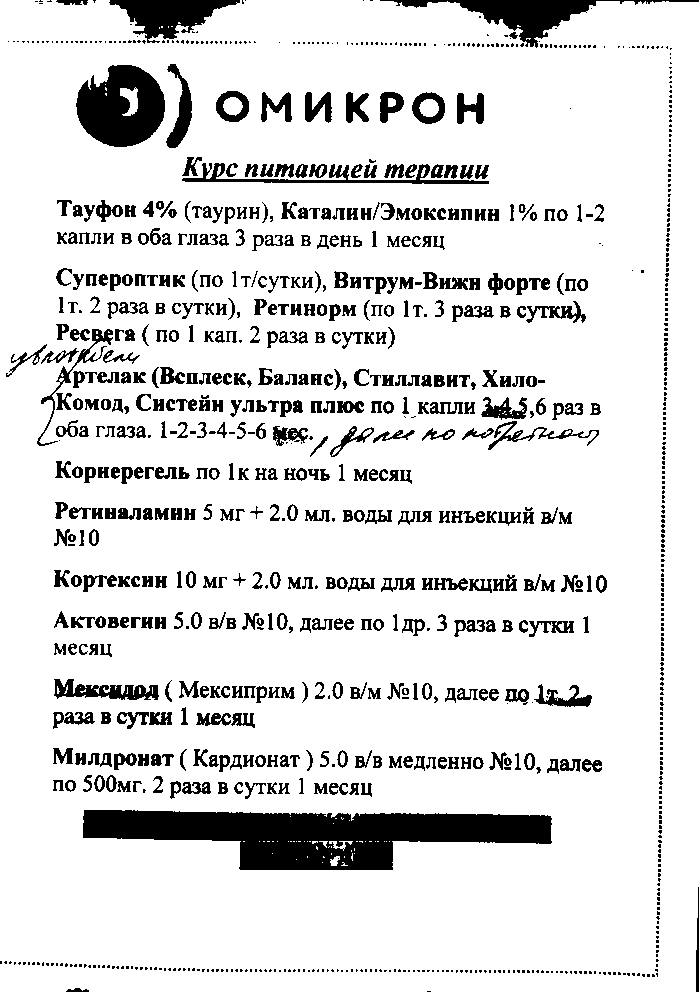 ОМИКРОН
Курс питающей терапии
Тауфон 4% (таурин), Каталин/Эмоксипин 1% по 1-2
капли в оба глаза 3 раза в день 1 месяц
Супероптик (по 1т/сутки), Витрум-Вижн форте (по
1т. 2 раза в сутки), Ретинорм (по 1т. 3 раза в сутки),
Ресвега ( по 1 кап. 2 раза в сутки)
Артелак (Всплеск, Баланс), Стиллавит, Хило-
Комод, Систейн ультра плюс по 1 капли 3,4,5,6 раз в
оба глаза. 1-2-3-4-5-6 мес., далее по
Корнерегель по 1к на ночь 1 месяц
Ретиналамин 5 мг + 2.0 мл. воды для инъекций в/м
№10
Кортексин 10 мг + 2.0 мл. воды для инъекций в/м №10
Актовегин 5.0 в/в №10, далее по 1др. 3 раза в сутки 1
месяц
Мексидол ( Мексиприм ) 2.0 в/м №10, далее по 1т. 2
раза в сутки 1 месяц
Милдронат ( Кардионат ) 5.0 в/в медленно №10, далее
по 500мг. 2 раза в сутки 1 месяц